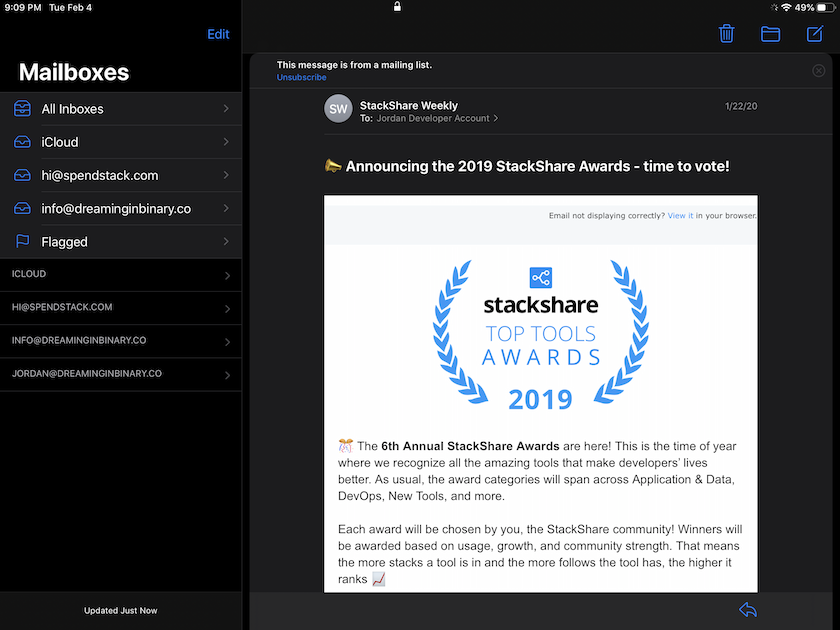 9:09 PM Tue Feb 4
49%
Edit
Mailboxes
All Inboxes
iCloud
hi@spendstack.com
info@dreaminginbinary.co
Flagged
ICLOUD
HI@SPENDSTACK.COM
INFO@DREAMINGINBINARY.CO
JORDAN@DREAMINGINBINARY.CO
Updated Just Now
This message is from a mailing list.
Unsubscribe
SW
StackShare Weekly
1/22/20
To: Jordan Developer Account
📣 Announcing the 2019 StackShare Awards - time to vote!
Email not displaying correctly? View it in your browser.
stackshare
TOP TOOLS
AWARDS
2019
🎊 The 6th Annual StackShare Awards are here! This is the time of year
where we recognize all the amazing tools that make developers' lives
better. As usual, the award categories will span across Application & Data,
DevOps, New Tools, and more.
Each award will be chosen by you, the StackShare community! Winners will
be awarded based on usage, growth, and community strength. That means
the more stacks a tool is in and the more follows the tool has, the higher it
ranks 📈